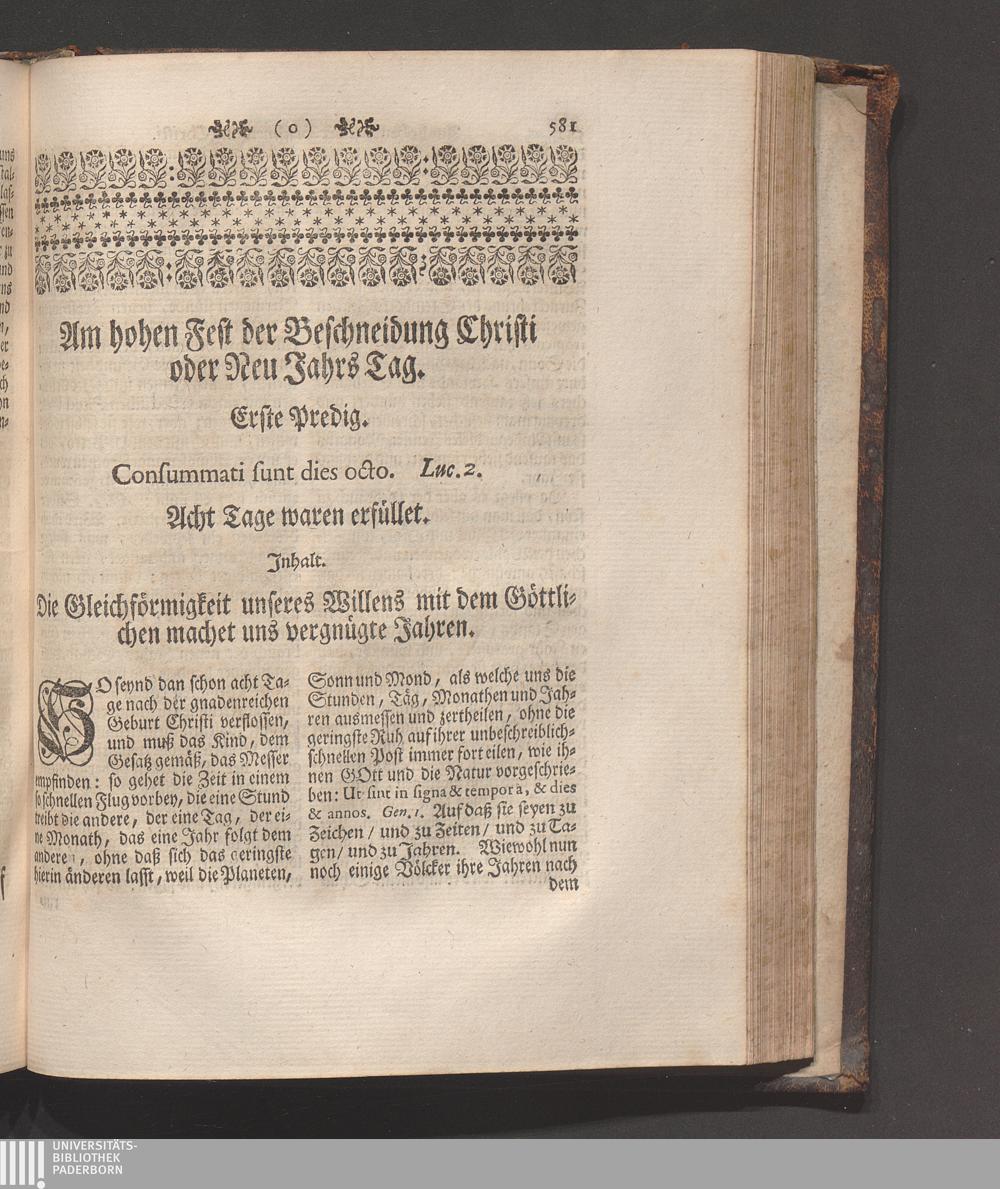 (0) 581
Am hohen Fest der Beschneidung Christi
oder Neu Jahrs Tag.
Erste Predig.
Consummati sunt dies octo. Luc. 2.
Acht Tage waren erfüllet.
Inhalt.
Die Gleichförmigkeit unseres Willens mit dem Göttli-
chen machet uns vergnügte Jahren.
SO seynd dan schon acht Ta-
ge nach der gnadenreichen
Geburt Christi verflossen,
und muß das Kind, dem
Gesatz gemäß, das Messer
empfinden: so gehet die Zeit in einem
so schnellen Flug vorbey, die eine Stund
treibt die andere, der eine Tag, der ei-
ne Monath, das eine Jahr folgt dem
anderen, ohne daß sich das geringste
hierin änderen lasst, weil die Planeten,
Sonn und Mond, als welche uns die
Stunden, Täg, Monathen und Jah-
ren ausmessen und zertheilen, ohne die
geringste Ruh auf ihrer unbeschreiblich-
schnellen Post immer fort eilen, wie ih-
nen GOtt und die Natur vorgeschrie-
ben: Ut sint in signa & tempora, & dies
& annos. Gen. 1. Auf daß sie seyen zu
Zeichen / und zu Zeiten / und zu Ta-
gen / und zu Jahren. Wiewohl nun
noch einige Völcker ihre Jahren nach
dem
UNIVERSITÄTS-
BIBLIOTHEK
PADERBORN